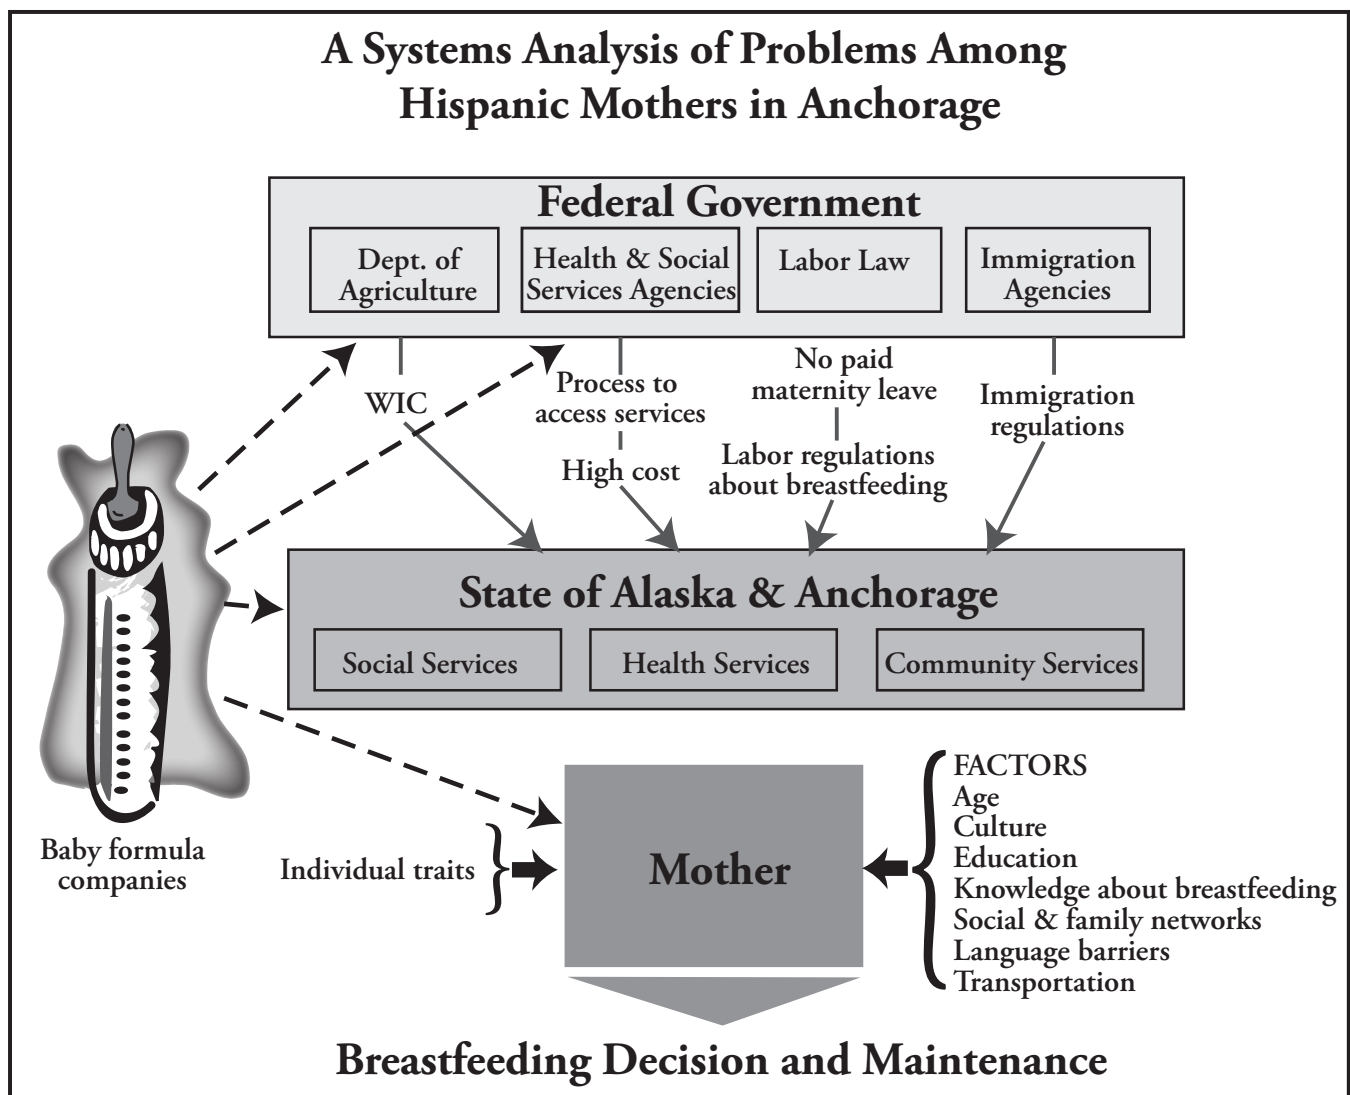 A Systems Analysis of Problems Among
Hispanic Mothers in Anchorage
Federal Government
Dept. of
Agriculture
Health & Social
Services Agencies
Labor Law
Immigration
Agencies
WIC
Process to
access services
High cost
No paid
maternity leave
Labor regulations
about breastfeeding
Immigration
regulations
State of Alaska & Anchorage
Social Services
Health Services
Community Services
Baby formula
companies
Individual traits
Mother
FACTORS
Age
Culture
Education
Knowledge about breastfeeding
Social & family networks
Language barriers
Transportation
Breastfeeding Decision and Maintenance